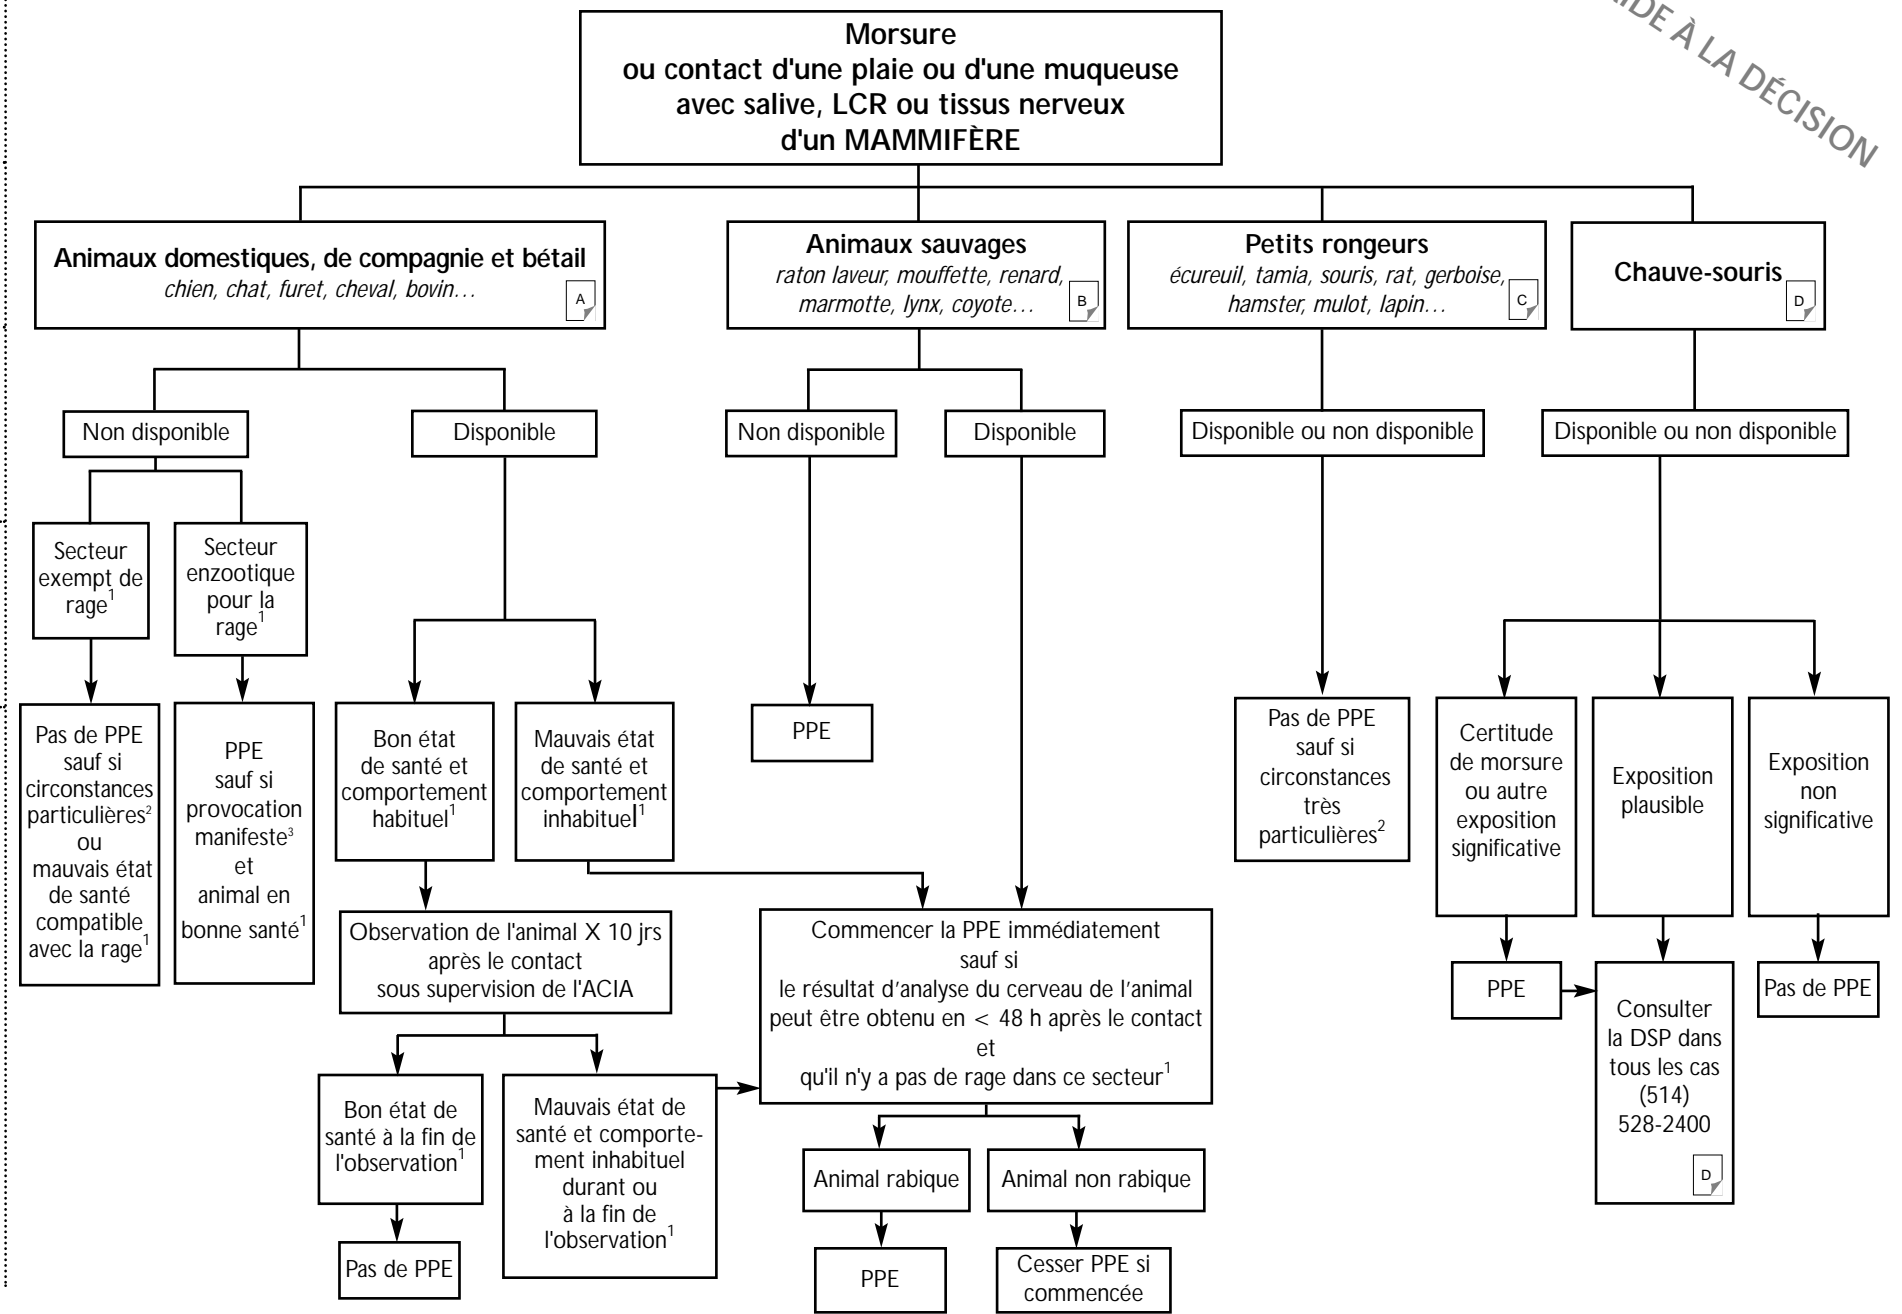 AIDE À LA DÉCISION
Morsure
ou contact d'une plaie ou d'une muqueuse
avec salive, LCR ou tissus nerveux
d'un MAMMIFÈRE
Animaux domestiques, de compagnie et bétail
chien, chat, furet, cheval, bovin…
A
Animaux sauvages
raton laveur, mouffette, renard,
marmotte, lynx, coyote…
B
Petits rongeurs
écureuil, tamia, souris, rat, gerboise,
hamster, mulot, lapin…
C
Chauve-souris
D
Non disponible
Disponible
Non disponible
Disponible
Disponible ou non disponible
Disponible ou non disponible
Secteur
exempt de
rage1
Secteur
enzootique
pour la
rage1
Pas de PPE
sauf si
circonstances
particulières2
ou
mauvais état
de santé
compatible
avec la rage1
PPE
sauf si
provocation
manifeste3
et
animal en
bonne santé1
Bon état
de santé et
comportement
habituel1
Mauvais état
de santé et
comportement
inhabituel1
PPE
Pas de PPE
sauf si
circonstances
très
particulières2
Certitude
de morsure
ou autre
exposition
significative
Exposition
plausible
Exposition
non
significative
Observation de l'animal X 10 jrs
après le contact
sous supervision de l'ACIA
Commencer la PPE immédiatement
sauf si
le résultat d'analyse du cerveau de l'animal
peut être obtenu en < 48 h après le contact
et
qu'il n'y a pas de rage dans ce secteur1
PPE
Consulter
la DSP dans
tous les cas
(514)
528-2400
D
Pas de PPE
Bon état de
santé à la fin de
l'observation1
Mauvais état de
santé et comporte-
ment inhabituel
durant ou
à la fin de
l'observation1
Animal rabique
Animal non rabique
Pas de PPE
PPE
Cesser PPE si
commencée